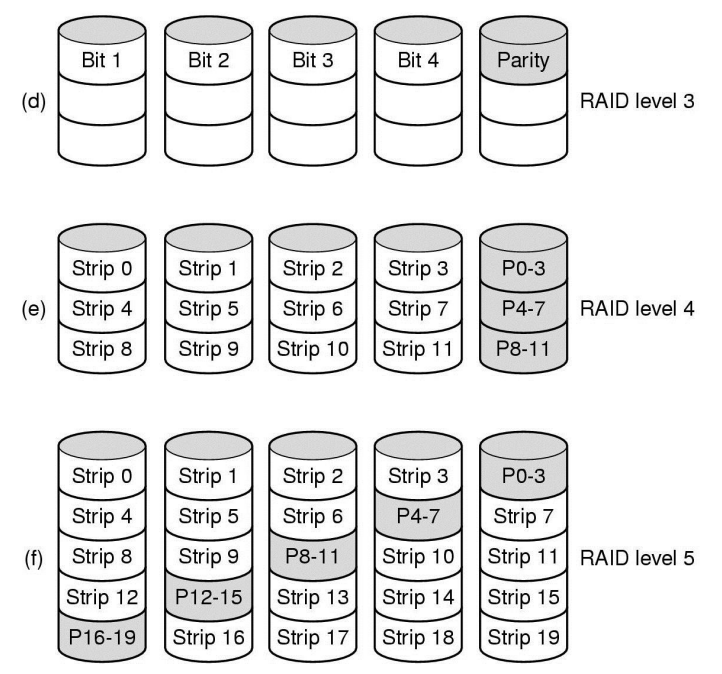 Bit 1 Bit 2 Bit 3 Bit 4 Parity
(d) RAID level 3
Strip 0 Strip 1 Strip 2 Strip 3 P0-3
(e) Strip 4 Strip 5 Strip 6 Strip 7 P4-7 RAID level 4
Strip 8 Strip 9 Strip 10 Strip 11 P8-11
Strip 0 Strip 1 Strip 2 Strip 3 P0-3
Strip 4 Strip 5 Strip 6 P4-7 Strip 7
(f) Strip 8 Strip 9 P8-11 Strip 10 Strip 11 RAID level 5
Strip 12 P12-15 Strip 13 Strip 14 Strip 15
P16-19 Strip 16 Strip 17 Strip 18 Strip 19